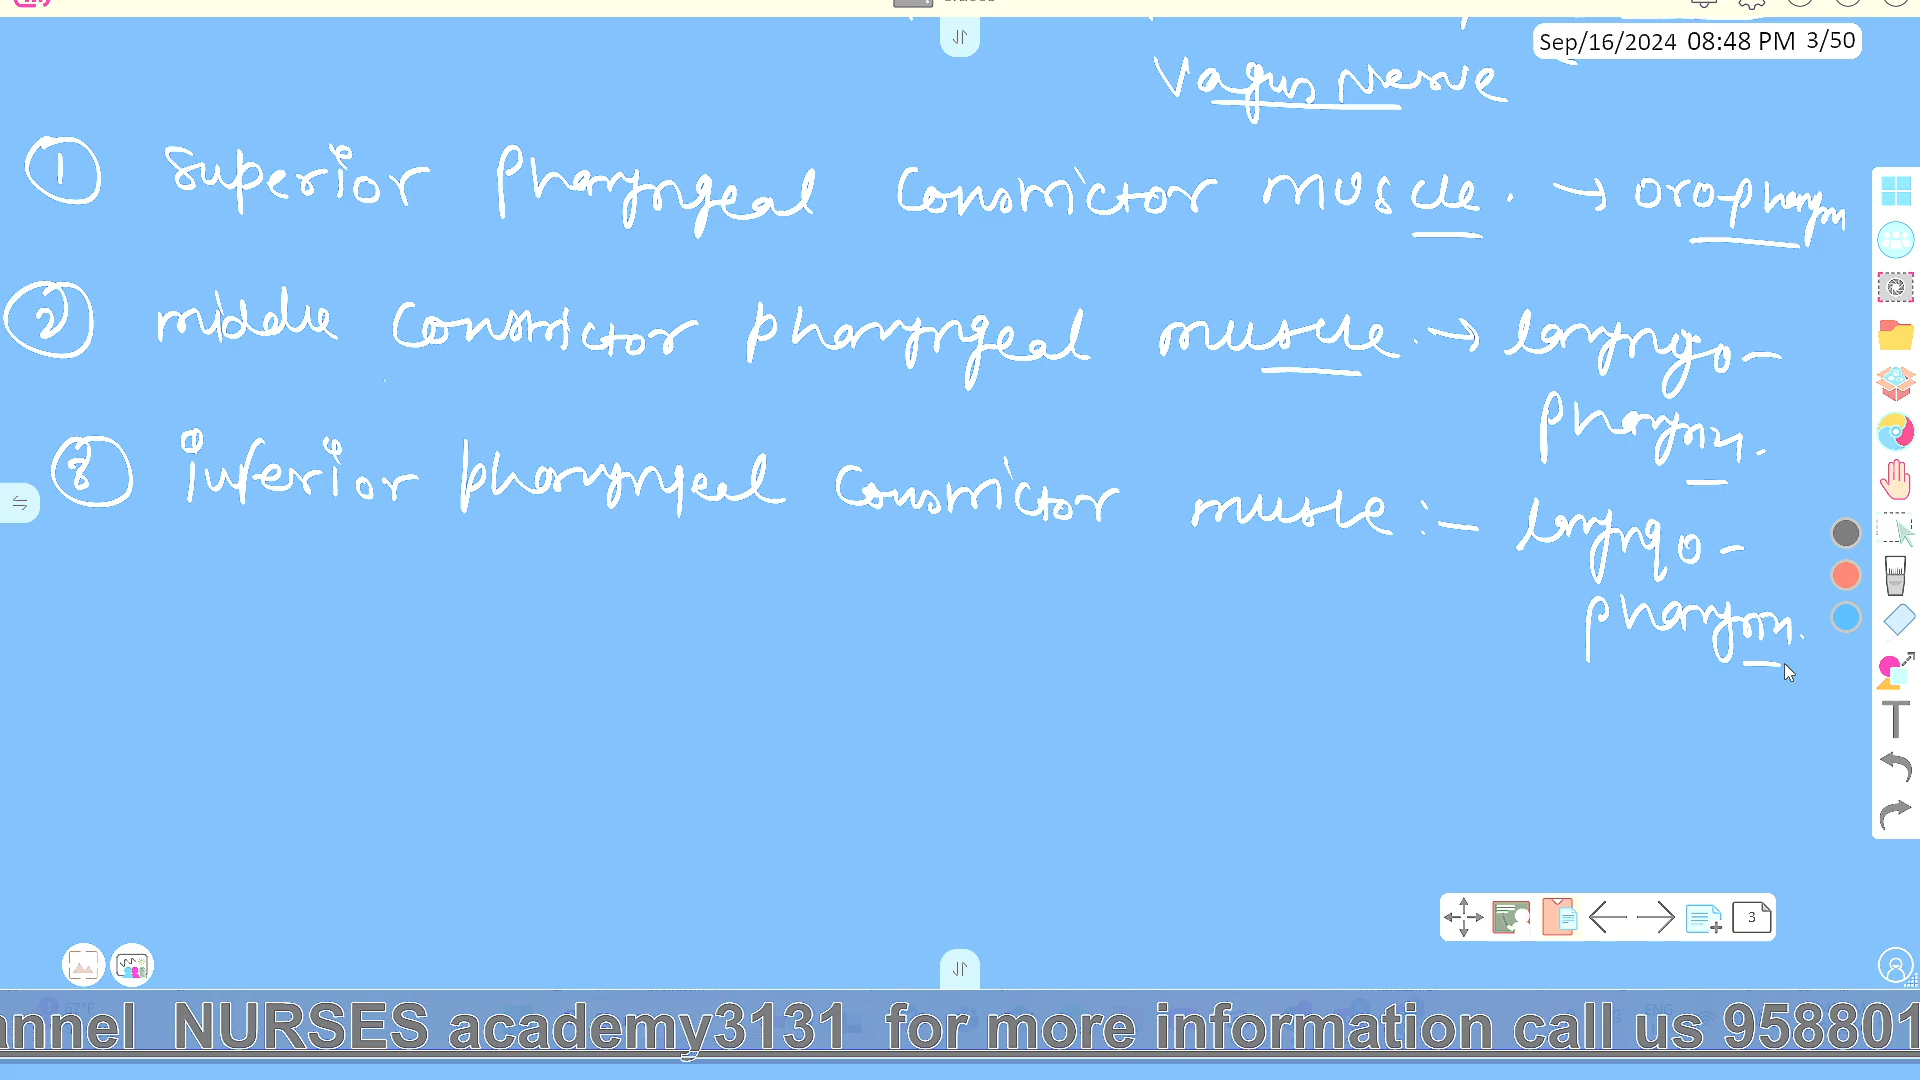 Sep/16/2024 08:48 PM 3/50
Vagus Nerve
① Superior Pharyngeal Constrictor muscle. → oropharynx
② middle Constrictor pharyngeal muscle. → laryngo-
pharynx.
③ inferior pharyngeal Constrictor muscle :- laryngo-
pharynx.
3
annel NURSES academy3131 for more information call us 958801